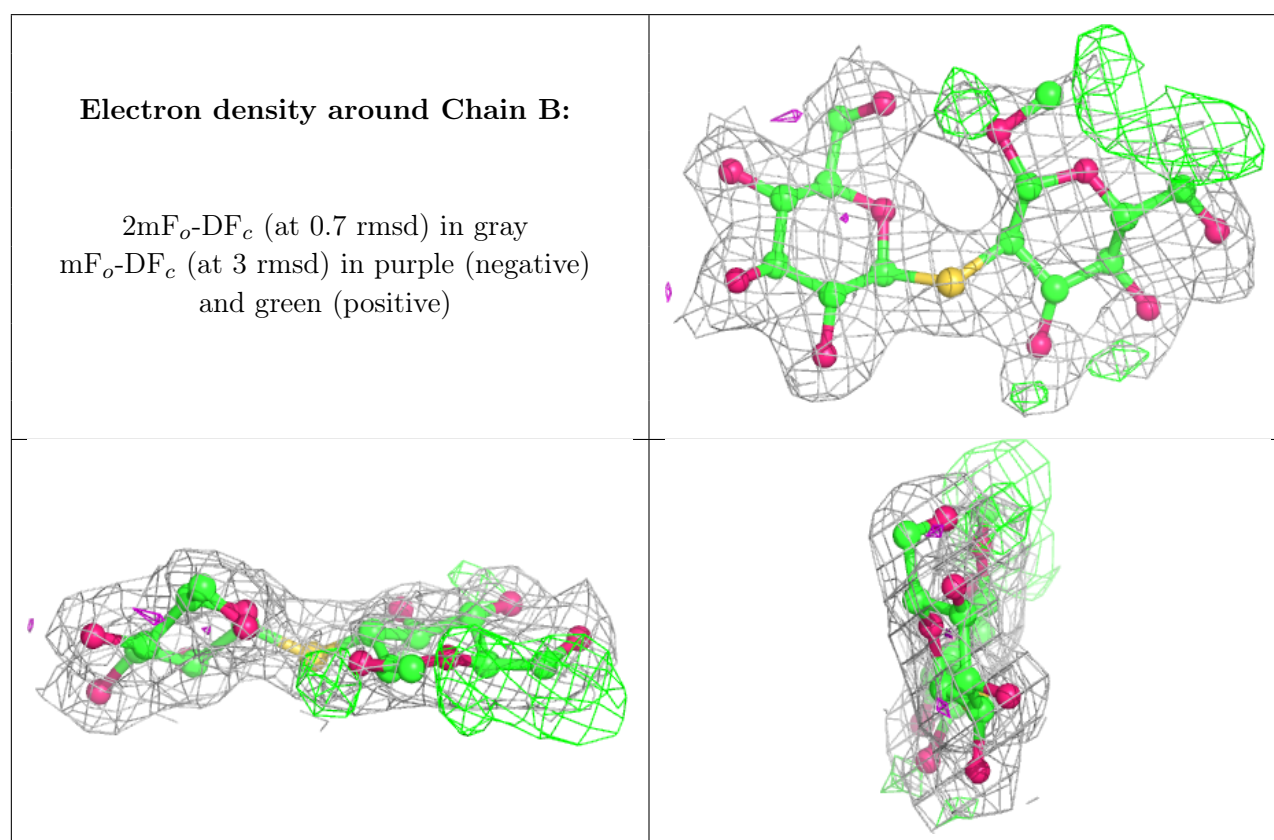 Electron density around Chain B:
2mFₒ-DF𝒸 (at 0.7 rmsd) in gray
mFₒ-DF𝒸 (at 3 rmsd) in purple (negative)
and green (positive)